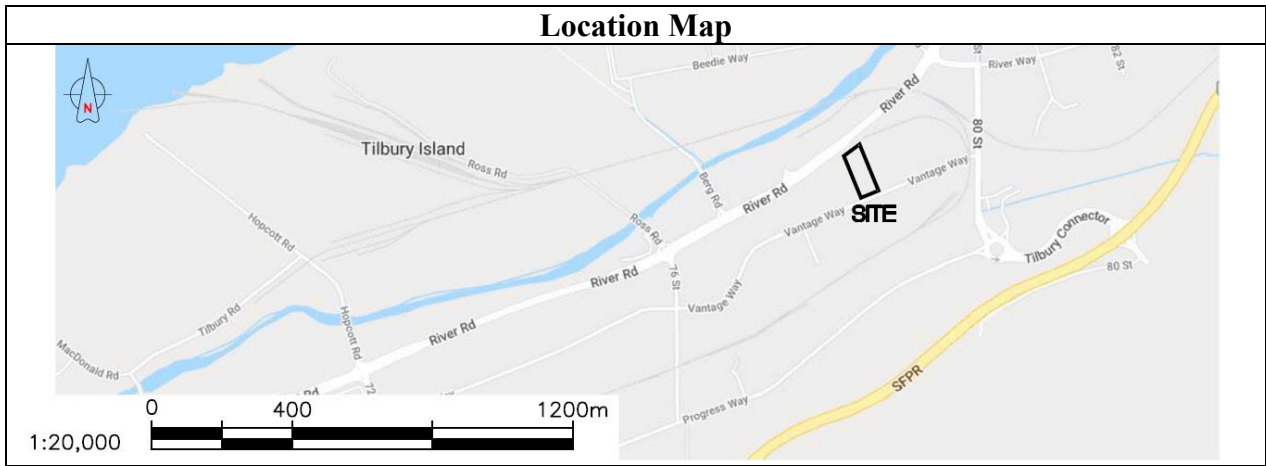 Location Map
Beedie Way
82 St
River Way
River Rd
N
80 St
Tilbury Island
Ross Rd
Vantage Way
Berg Rd
River Rd
SITE
Hopcott Rd
Ross Rd
Vantage Way
Tilbury Connector
80 St
River Rd
76 St
Vantage Way
Tilbury Rd
Hopcott Rd
River Rd
MacDonald Rd
SFPR
72
Rd
Progress Way
0 400 1200m
1:20,000